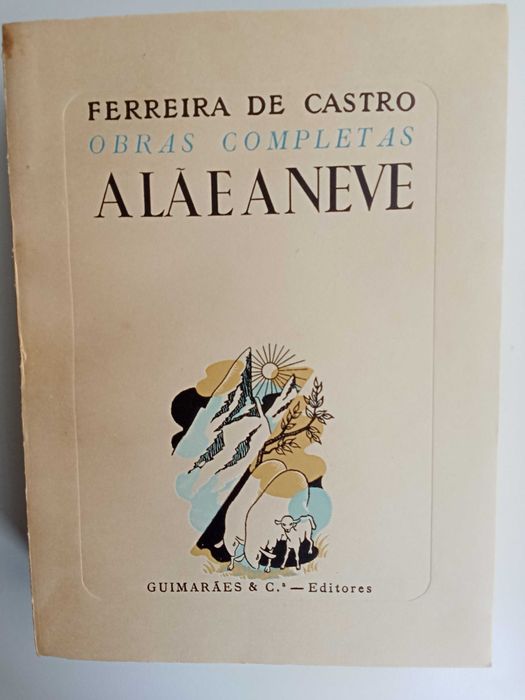 FERREIRA DE CASTRO
OBRAS COMPLETAS
A LÃ E A NEVE
GUIMARÃES & C.ª — Editores